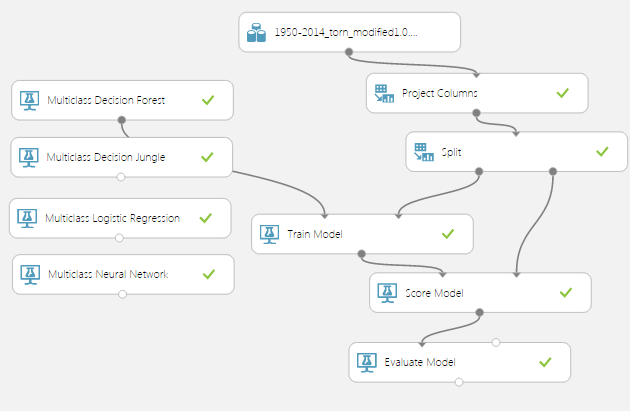 1950-2014_torn_modified1.0....
Project Columns
Multiclass Decision Forest
Split
Multiclass Decision Jungle
Multiclass Logistic Regression
Train Model
Multiclass Neural Network
Score Model
Evaluate Model